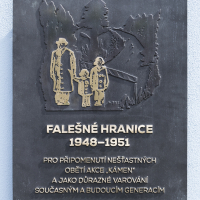 FALEŠNÉ HRANICE
1948–1951
PRO PŘIPOMENUTÍ NEŠŤASTNÝCH
OBĚTÍ AKCE „KÁMEN"
A JAKO DŮRAZNÉ VAROVÁNÍ
SOUČASNÝM A BUDOUCÍM GENERACÍM